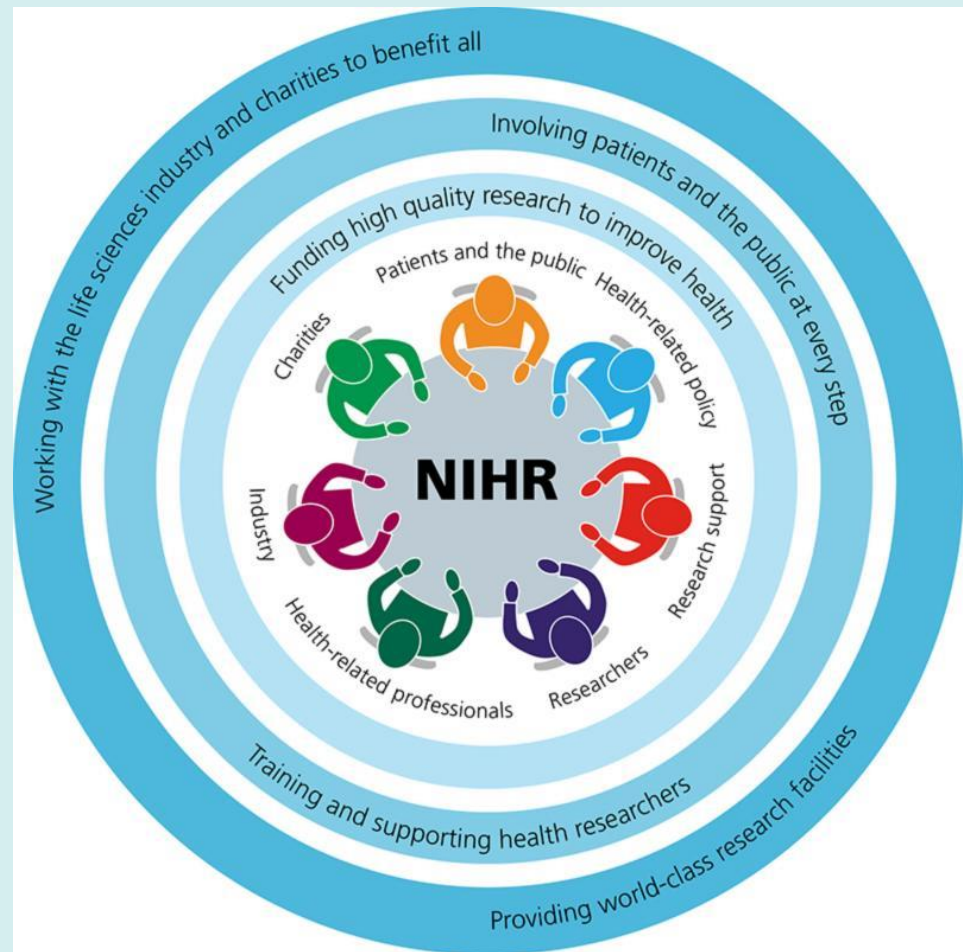 Working with the life sciences industry and charities to benefit all
Involving patients and the public at every step
Funding high quality research to improve health
Patients and the public
Health-related policy
Charities
NIHR
Industry
Research support
Health-related professionals
Researchers
Training and supporting health researchers
Providing world-class research facilities